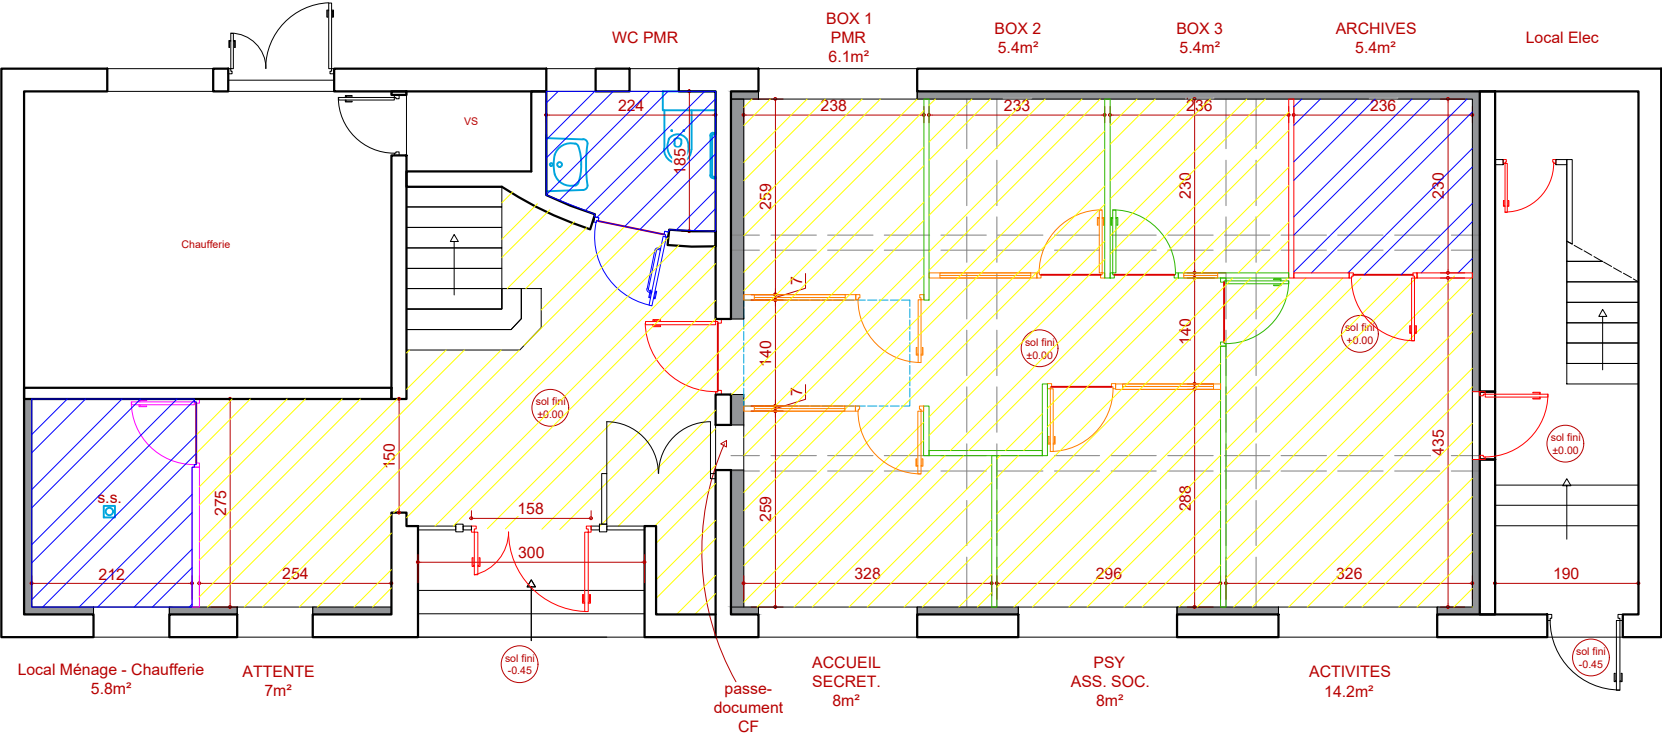 WC PMR
BOX 1
PMR
6.1m²
BOX 2
5.4m²
BOX 3
5.4m²
ARCHIVES
5.4m²
Local Elec
224
238
233
236
236
VS
185
259
230
230
Chaufferie
7
140
140
sol fini
±0.00
sol fini
+0.00
7
sol fini
±0.00
150
435
sol fini
±0.00
275
s.s.
158
259
288
300
212
254
328
296
326
190
Local Ménage - Chaufferie
5.8m²
ATTENTE
7m²
sol fini
-0.45
passe-
document
CF
ACCUEIL
SECRET.
8m²
PSY
ASS. SOC.
8m²
ACTIVITES
14.2m²
sol fini
-0.45